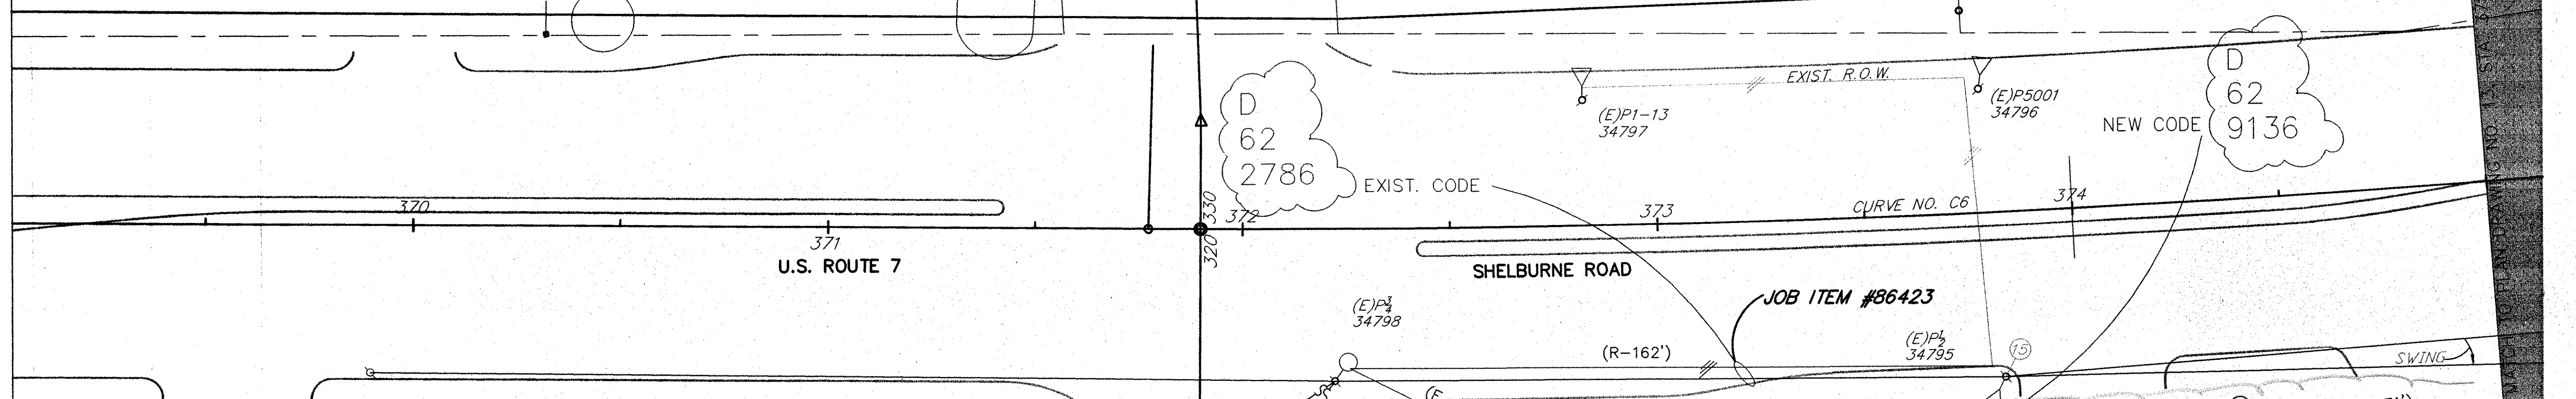 D
62
2786
EXIST. CODE
EXIST. R.O.W.
(E)P1-13
34797
(E)P5001
34796
NEW CODE
D
62
9136
370
371
330
320
372
373
CURVE NO. C6
374
U.S. ROUTE 7
SHELBURNE ROAD
JOB ITEM #86423
(E)P3/4
34798
(R-162')
(E)P1/2
34795
15
SWING
(E